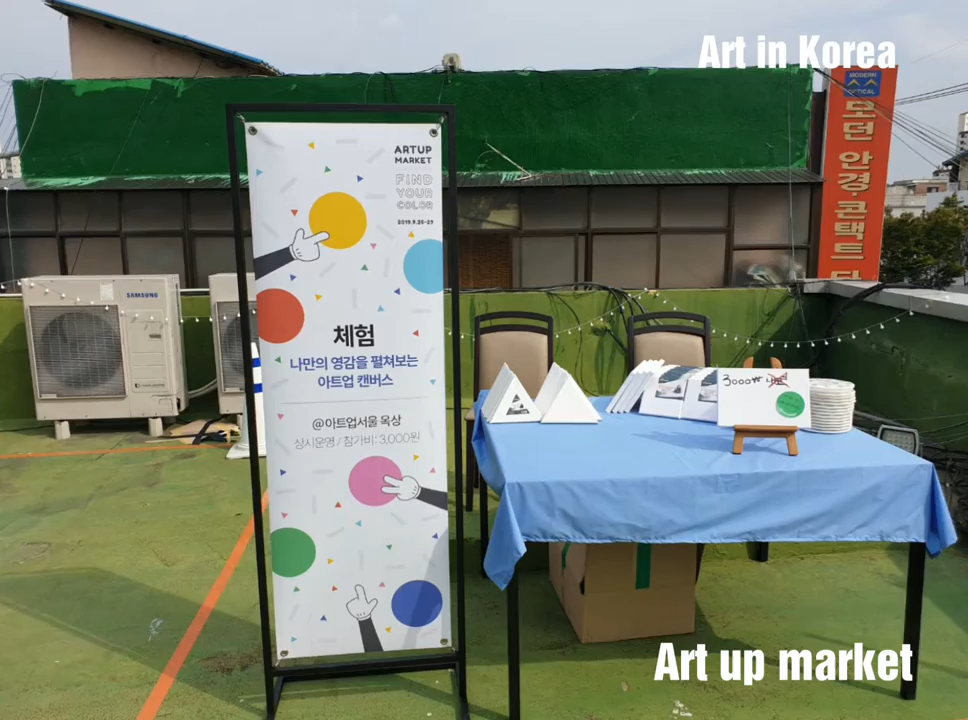 Art in Korea
MODERN
OPTICAL
모던 안경 콘택트
ARTUP
MARKET
FIND
YOUR
COLOR
2019.9.28-29
SAMSUNG
체험
나만의 영감을 펼쳐보는
아트업 캔버스
@아트업서울 옥상
상시운영 / 참가비: 3,000원
3000₩
Art up market